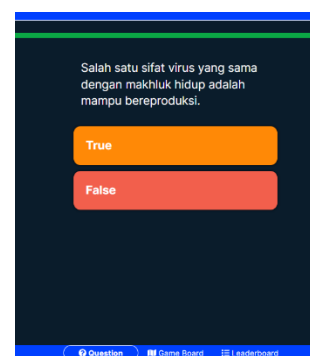 Salah satu sifat virus yang sama
dengan makhluk hidup adalah
mampu bereproduksi.
True
False
Question
Game Board
Leaderboard